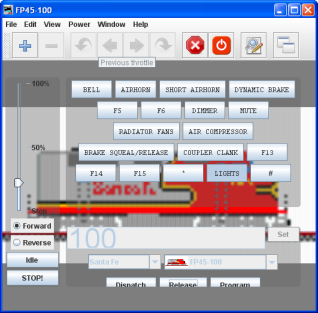 FP45-100
File Edit View Power Window Help
Previous throttle
100%
BELL AIRHORN SHORT AIRHORN DYNAMIC BRAKE
F5 F6 DIMMER MUTE
RADIATOR FANS AIR COMPRESSOR
50%
BRAKE SQUEAL/RELEASE COUPLER CLANK F13
F14 F15 * LIGHTS #
Forward
100
Set
Reverse
Idle
Santa Fe FP45-100
STOP!
Dispatch Release Program